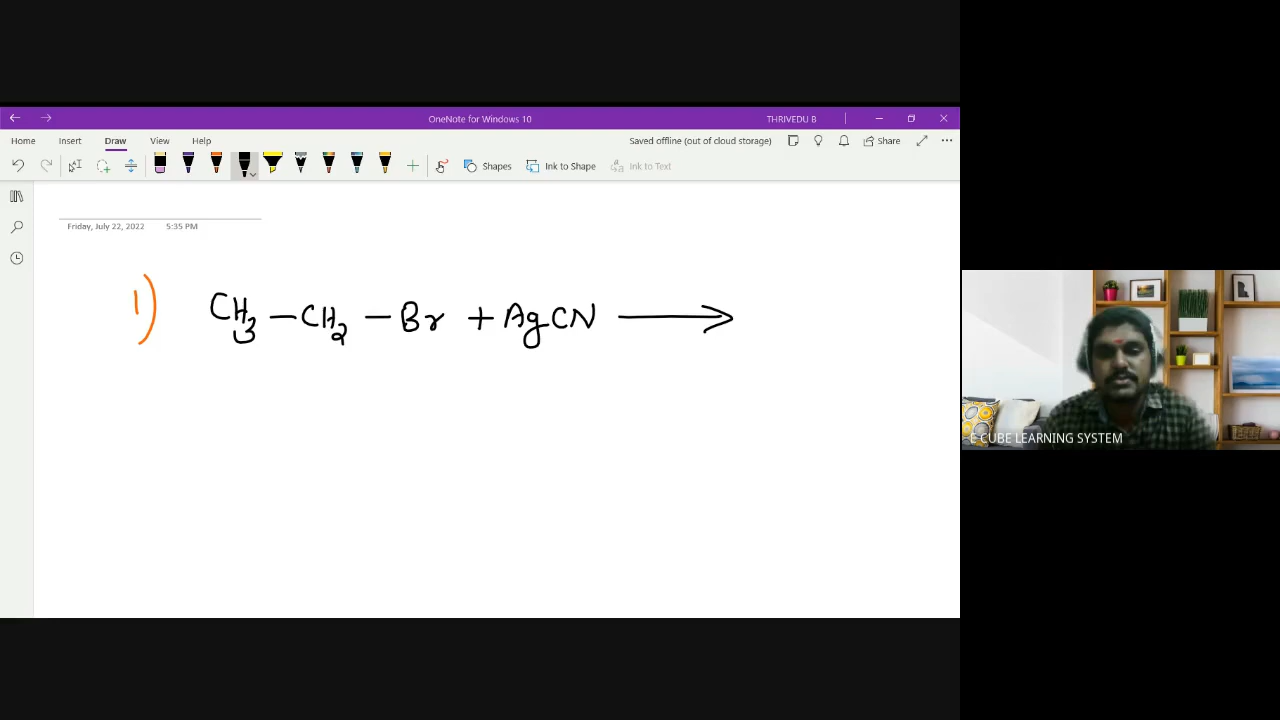 OneNote for Windows 10
THRIVEDU B
Home Insert Draw View Help
Saved offline (out of cloud storage)
Share
Shapes Ink to Shape Ink to Text
Friday, July 22, 2022 5:35 PM
1) CH3 — CH2 — Br + AgCN ⟶
E CUBE LEARNING SYSTEM